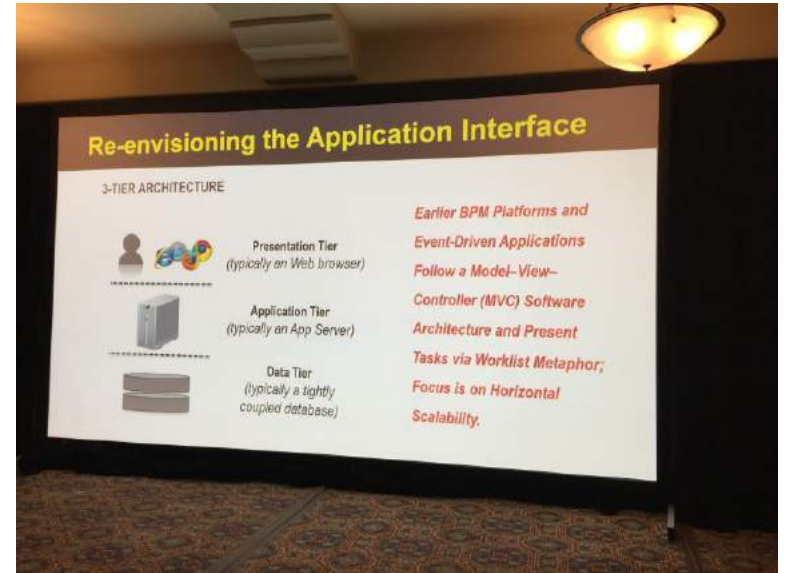 Re-envisioning the Application Interface
3-TIER ARCHITECTURE
Presentation Tier
(typically an Web browser)
Application Tier
(typically an App Server)
Data Tier
(typically a tightly
coupled database)
Earlier BPM Platforms and
Event-Driven Applications
Follow a Model–View–
Controller (MVC) Software
Architecture and Present
Tasks via Worklist Metaphor;
Focus is on Horizontal
Scalability.